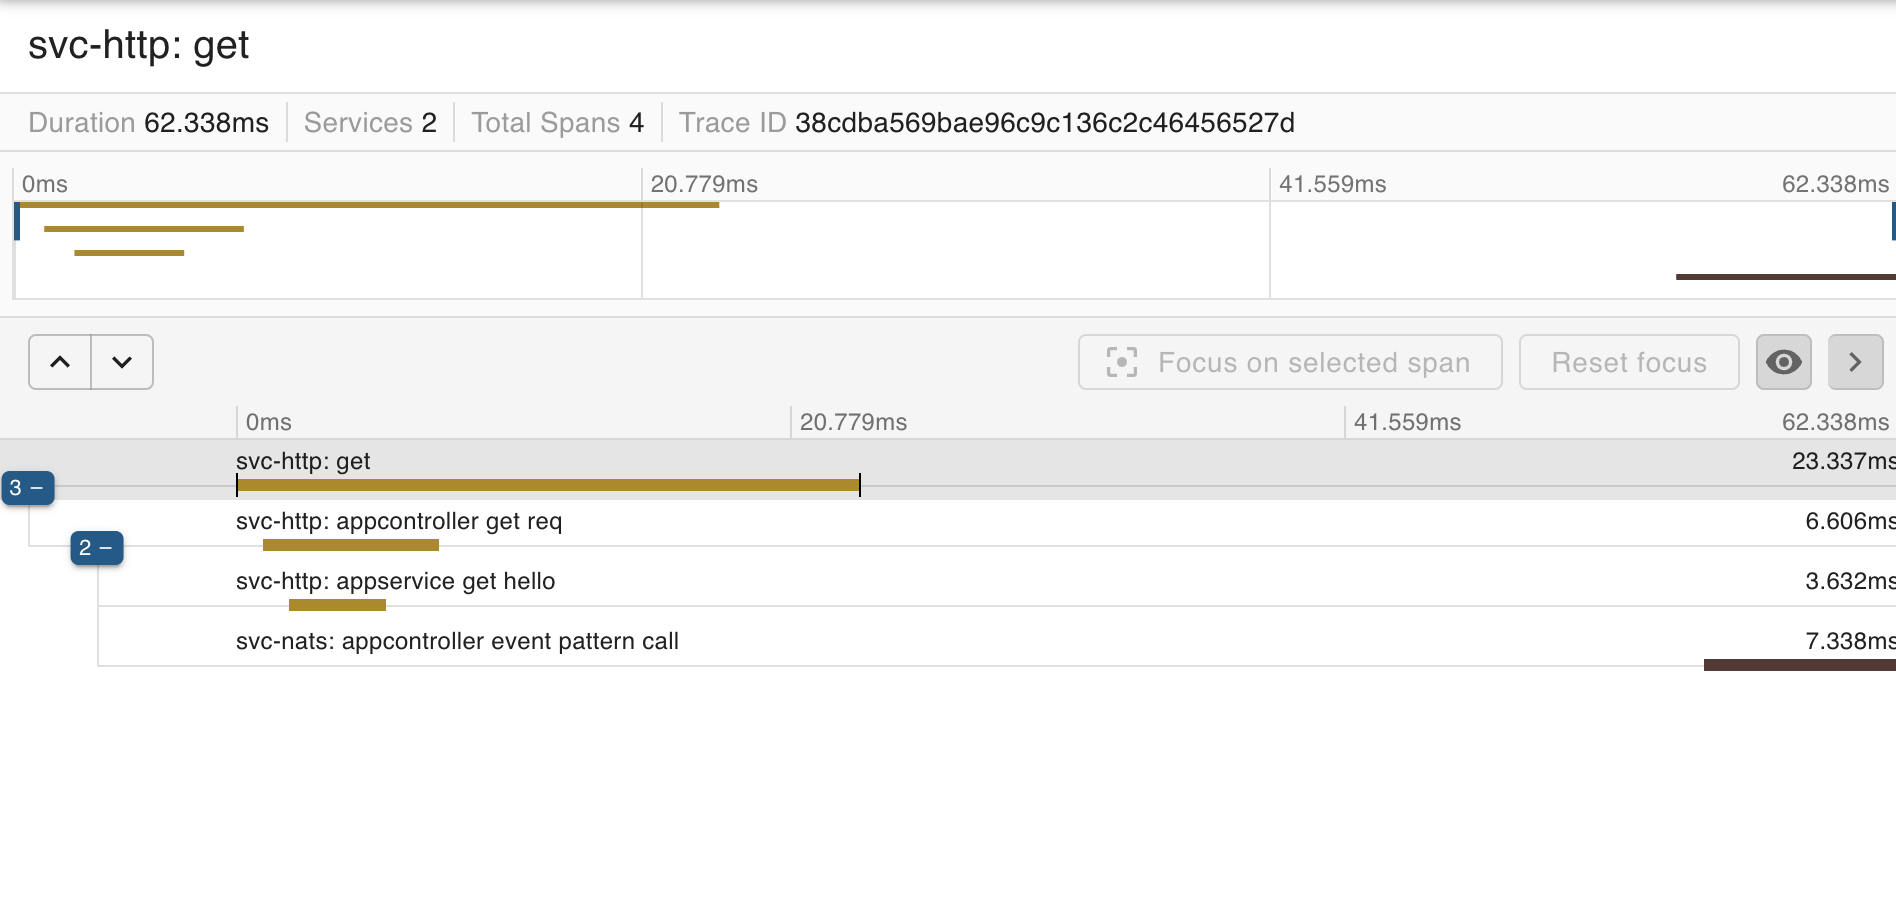 svc-http: get
Duration 62.338ms Services 2 Total Spans 4 Trace ID 38cdba569bae96c9c136c2c46456527d
0ms 20.779ms 41.559ms 62.338ms
Focus on selected span Reset focus
0ms 20.779ms 41.559ms 62.338ms
svc-http: get 23.337ms
3 −
svc-http: appcontroller get req 6.606ms
2 −
svc-http: appservice get hello 3.632ms
svc-nats: appcontroller event pattern call 7.338ms